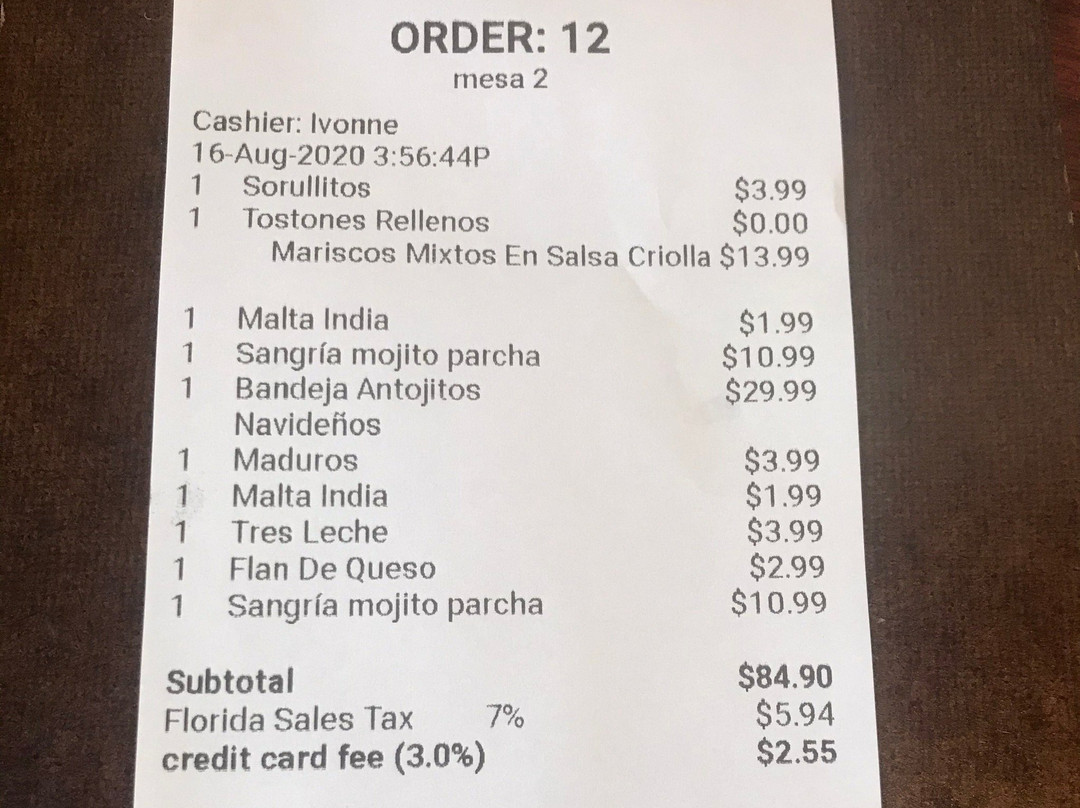 ORDER: 12
mesa 2
Cashier: Ivonne
16-Aug-2020 3:56:44P
1 Sorullitos $3.99
1 Tostones Rellenos $0.00
Mariscos Mixtos En Salsa Criolla $13.99
1 Malta India $1.99
1 Sangría mojito parcha $10.99
1 Bandeja Antojitos $29.99
Navideños
1 Maduros $3.99
1 Malta India $1.99
1 Tres Leche $3.99
1 Flan De Queso $2.99
1 Sangría mojito parcha $10.99
Subtotal $84.90
Florida Sales Tax 7% $5.94
credit card fee (3.0%) $2.55